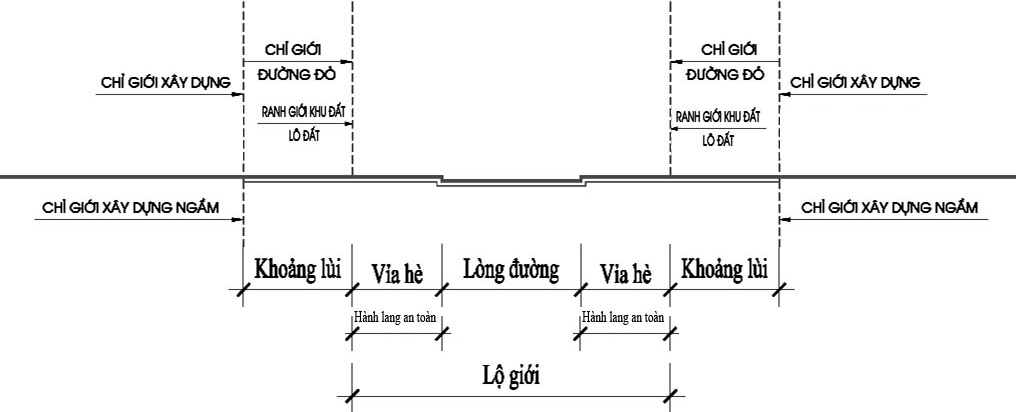 CHỈ GIỚI
ĐƯỜNG ĐỎ
CHỈ GIỚI XÂY DỰNG
RANH GIỚI KHU ĐẤT
LÔ ĐẤT
CHỈ GIỚI
ĐƯỜNG ĐỎ
CHỈ GIỚI XÂY DỰNG
RANH GIỚI KHU ĐẤT
LÔ ĐẤT
CHỈ GIỚI XÂY DỰNG NGẦM
CHỈ GIỚI XÂY DỰNG NGẦM
Khoảng lùi
Vỉa hè
Lòng đường
Vỉa hè
Khoảng lùi
Hành lang an toàn
Hành lang an toàn
Lộ giới